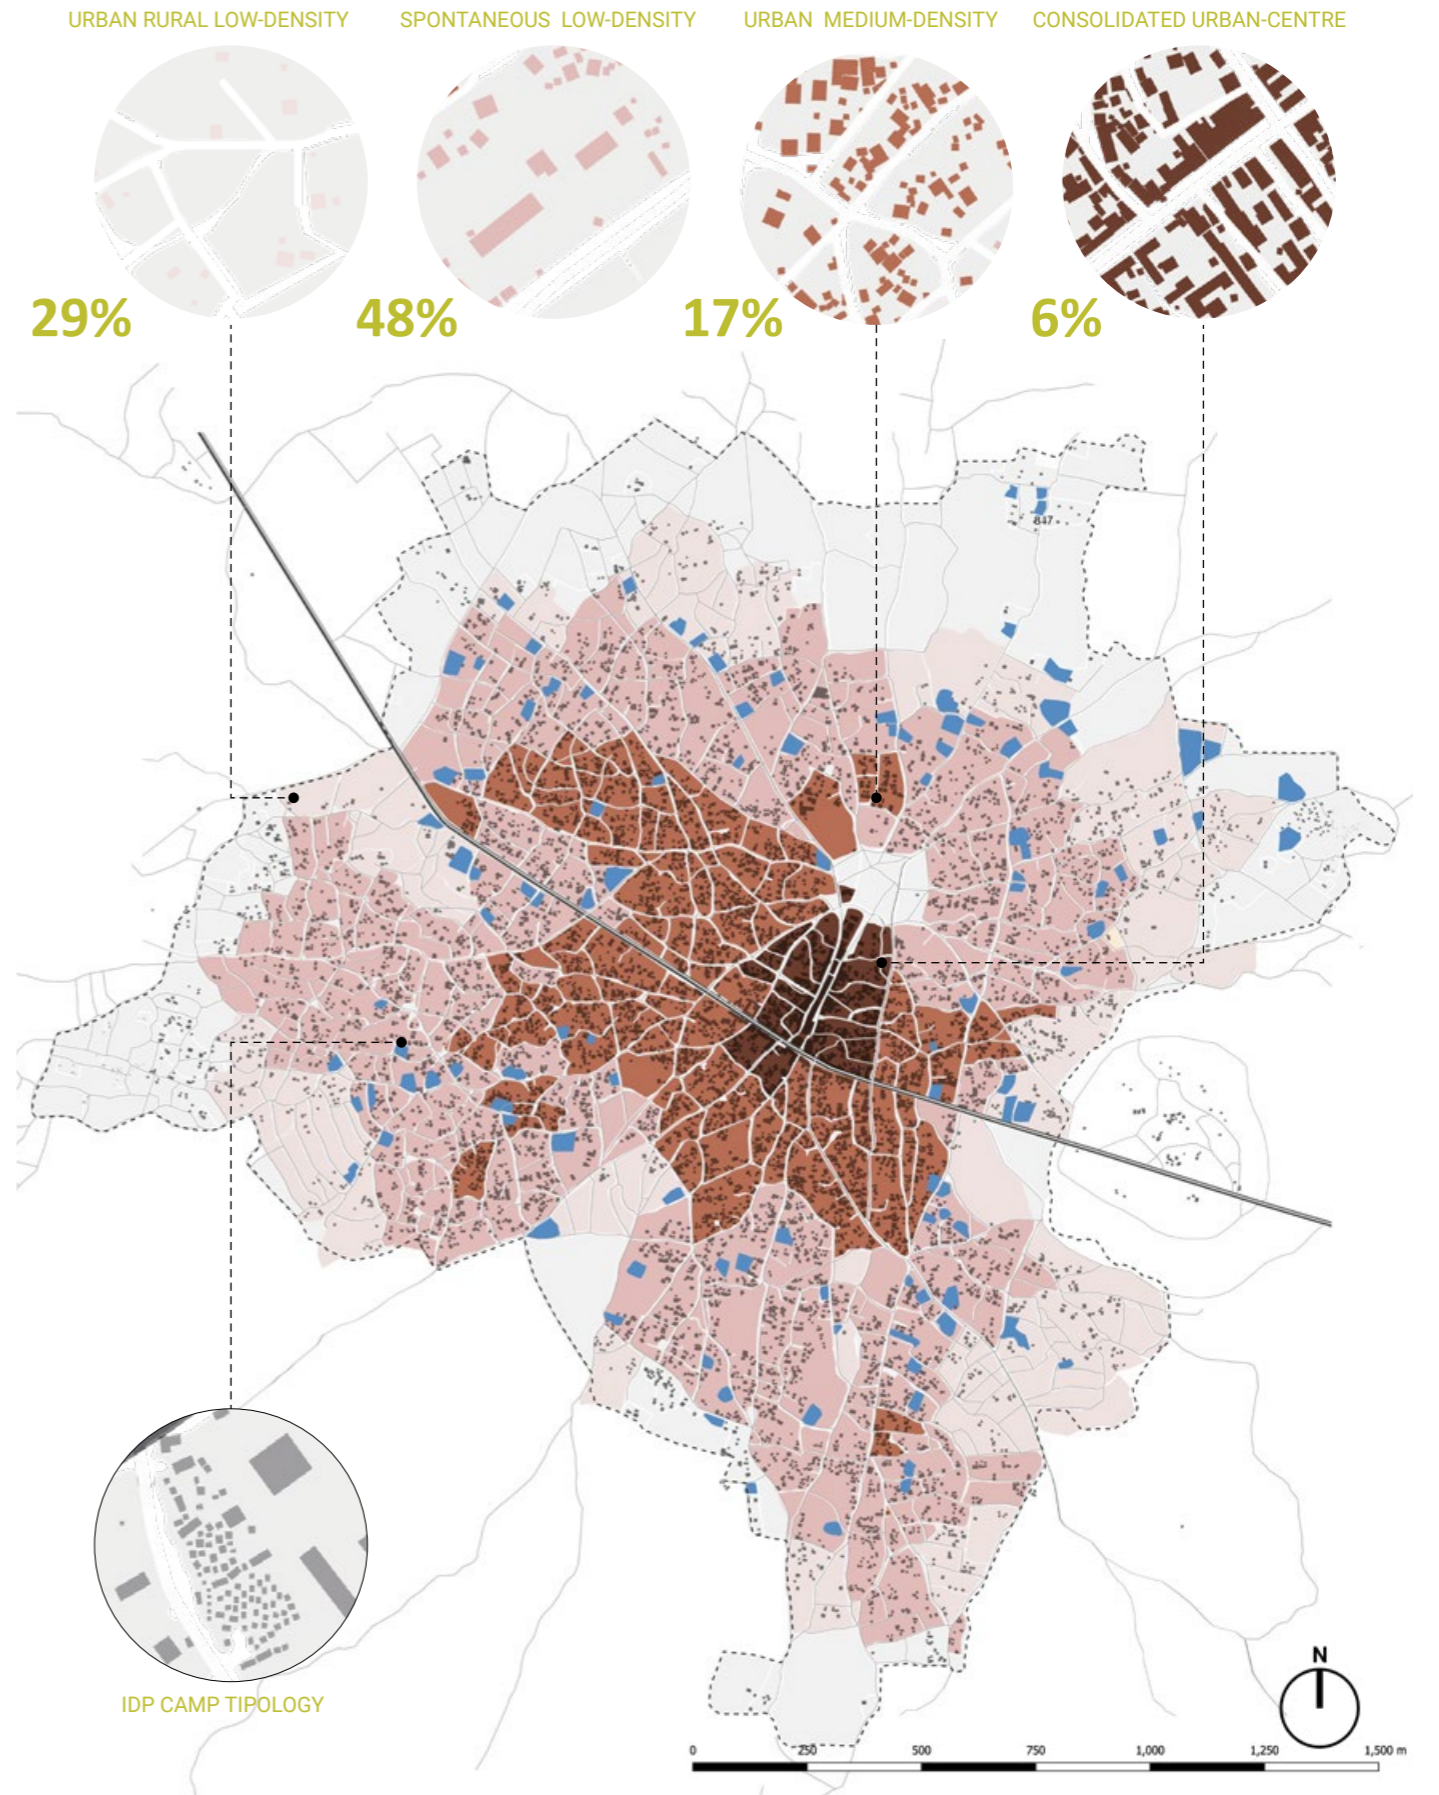 URBAN RURAL LOW-DENSITY
SPONTANEOUS LOW-DENSITY
URBAN MEDIUM-DENSITY
CONSOLIDATED URBAN-CENTRE
29%
48%
17%
6%
IDP CAMP TIPOLOGY
N
0 250 500 750 1,000 1,250 1,500 m